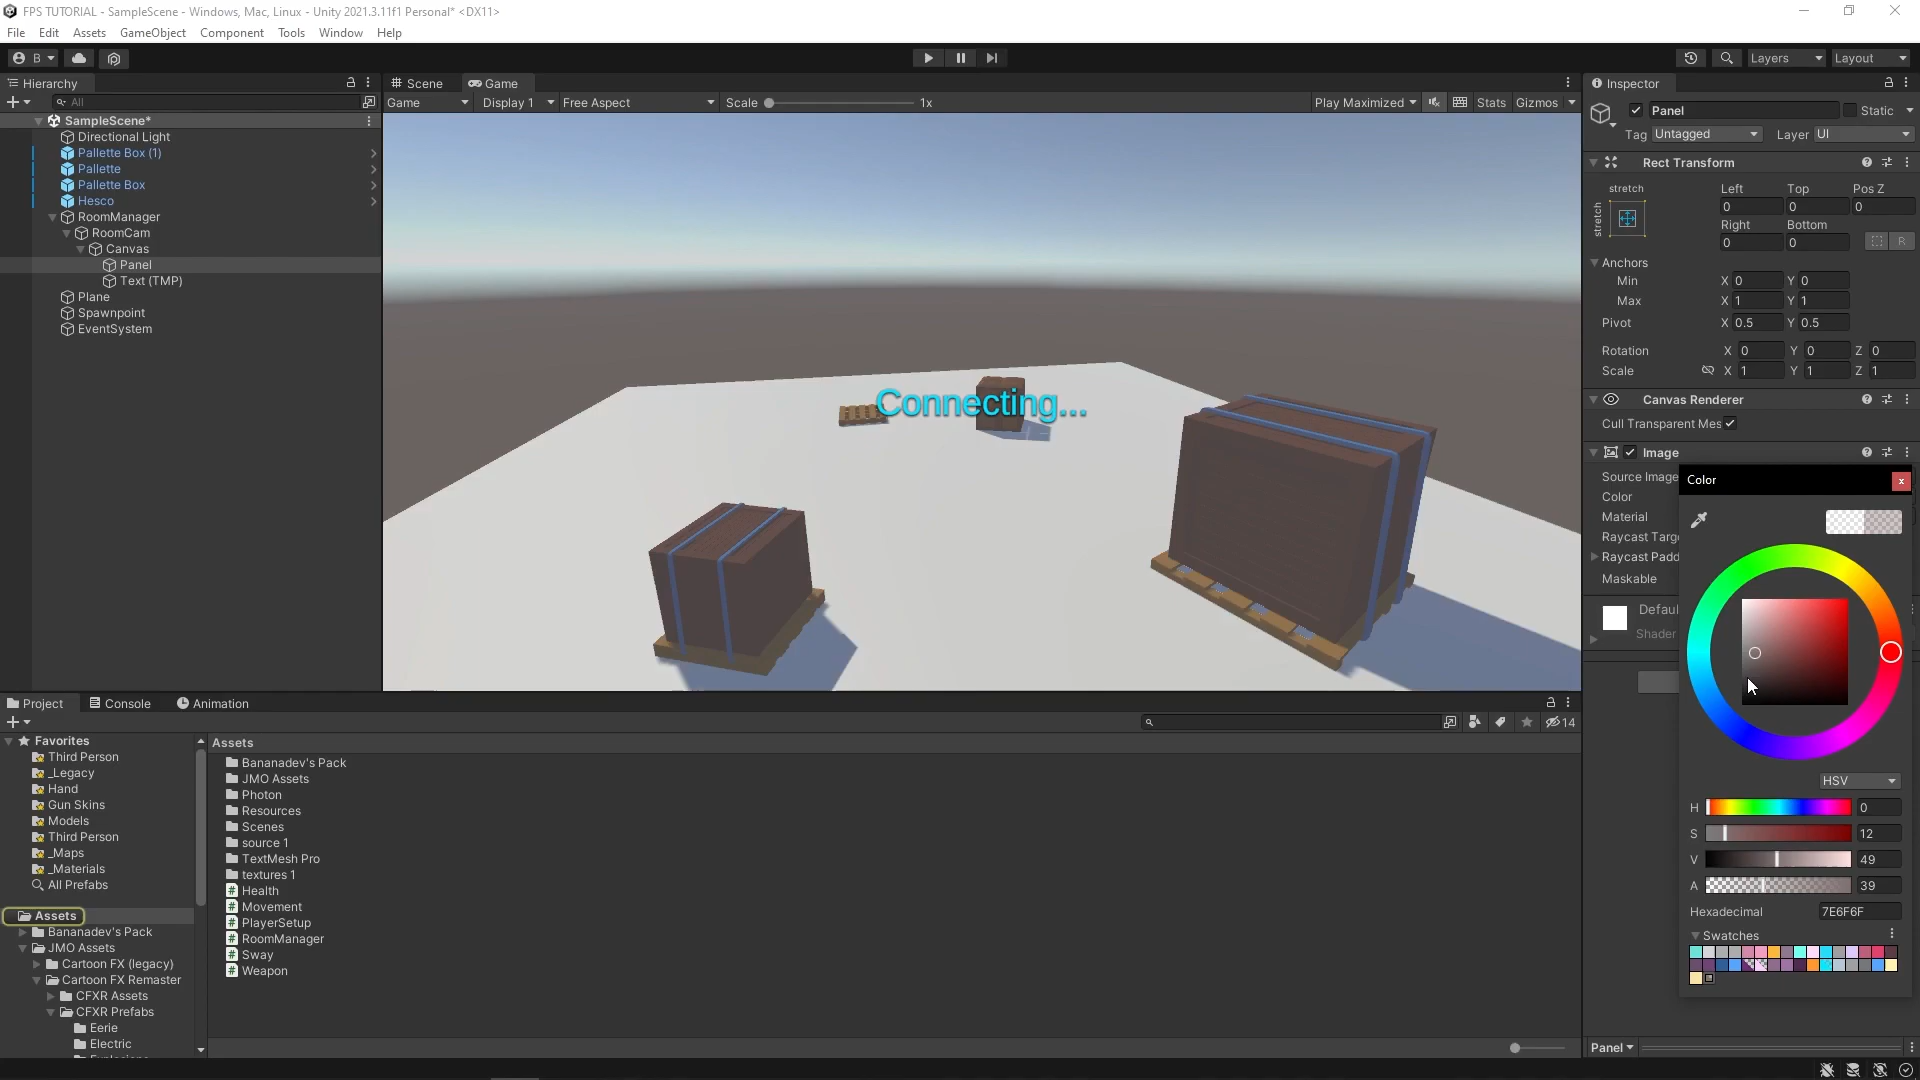 FPS TUTORIAL - SampleScene - Windows, Mac, Linux - Unity 2021.3.11f1 Personal* <DX11>
File Edit Assets GameObject Component Tools Window Help
B Layers Layout
Hierarchy
All
SampleScene*
Directional Light
Pallette Box (1)
Pallette
Pallette Box
Hesco
RoomManager
RoomCam
Canvas
Panel
Text (TMP)
Plane
Spawnpoint
EventSystem
Scene Game
Game Display 1 Free Aspect Scale 1x Play Maximized Stats Gizmos
Connecting...
Inspector
Panel Static
Tag Untagged Layer UI
Rect Transform
stretch Left Top Pos Z
stretch 0 0 0
Right Bottom
0 0 R
Anchors
Min X 0 Y 0
Max X 1 Y 1
Pivot X 0.5 Y 0.5
Rotation X 0 Y 0 Z 0
Scale X 1 Y 1 Z 1
Canvas Renderer
Cull Transparent Mes
Image
Source Image
Color
Material
Raycast Targ
Raycast Padd
Maskable
Defau
Shader
Color x
HSV
H 0
S 12
V 49
A 39
Hexadecimal 7E6F6F
Swatches
Panel
Project Console Animation
14
Favorites
Third Person
_Legacy
Hand
Gun Skins
Models
Third Person
_Maps
_Materials
All Prefabs
Assets
Bananadev's Pack
JMO Assets
Cartoon FX (legacy)
Cartoon FX Remaster
CFXR Assets
CFXR Prefabs
Eerie
Electric
Assets
Bananadev's Pack
JMO Assets
Photon
Resources
Scenes
source 1
TextMesh Pro
textures 1
Health
Movement
PlayerSetup
RoomManager
Sway
Weapon